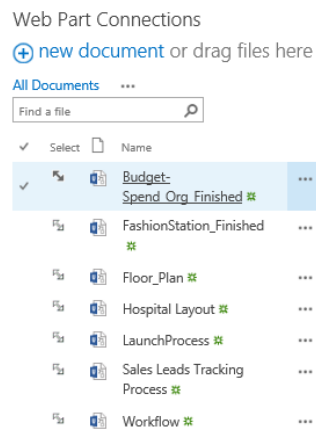 Web Part Connections
new document or drag files here
All Documents ...
Find a file
Select Name
Budget-
Spend_Org_Finished ...
FashionStation_Finished ...
Floor_Plan ...
Hospital Layout ...
LaunchProcess ...
Sales Leads Tracking ...
Process
Workflow ...